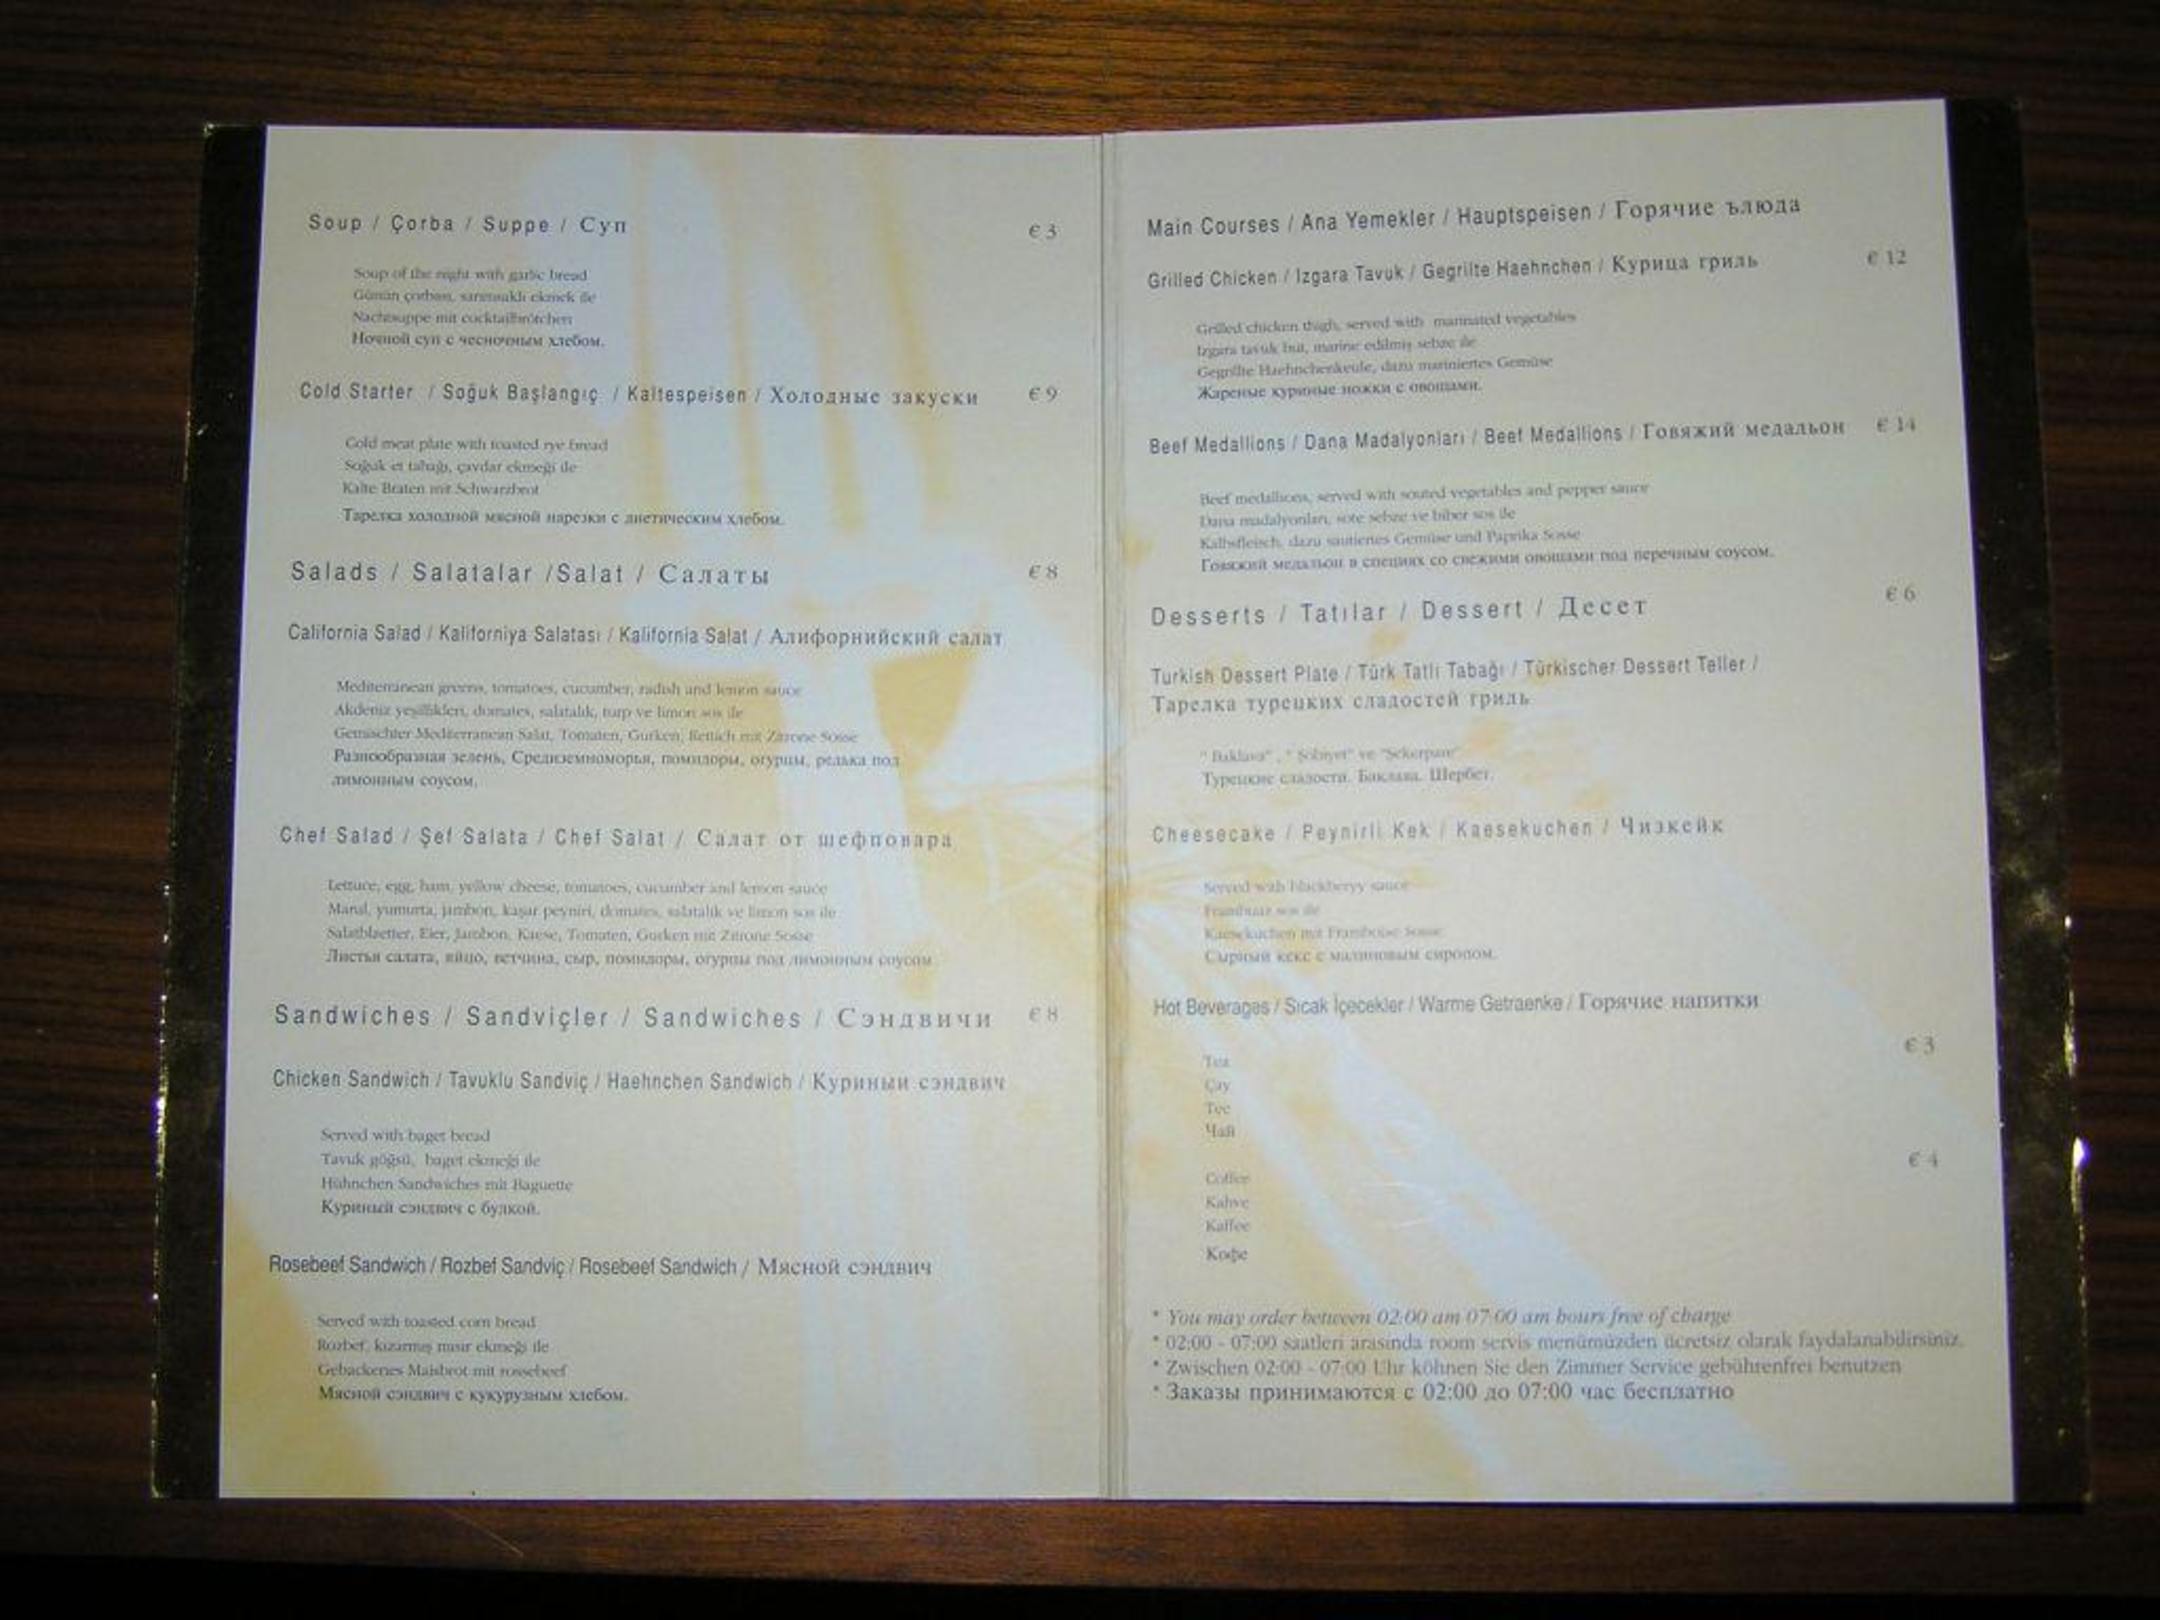 Soup / Çorba / Suppe / Суп € 3
Soup of the night with garlic bread
Günün çorbası, sarımsaklı ekmek ile
Nachtsuppe mit cocktailbrötchen
Ночной суп с чесночным хлебом.
Cold Starter / Soğuk Başlangıç / Kaltespeisen / Холодные закуски € 9
Cold meat plate with toasted rye bread
Soğuk et tabağı, çavdar ekmeği ile
Kalte Braten mit Schwarzbrot
Тарелка холодной мясной нарезки с диетическим хлебом.
Salads / Salatalar /Salat / Салаты € 8
California Salad / Kaliforniya Salatası / Kalifornia Salat / Алифорнийский салат
Mediterranean greens, tomatoes, cucumber, radish and lemon sauce
Akdeniz yeşillikleri, domates, salatalık, turp ve limon sos ile
Gemischter Mediterranean Salat, Tomaten, Gurken, Rettich mit Zitrone Sosse
Разнообразная зелень, Средиземноморья, помидоры, огурцы, редька под
лимонным соусом.
Chef Salad / Şef Salata / Chef Salat / Салат от шефповара
Lettuce, egg, ham, yellow cheese, tomatoes, cucumber and lemon sauce
Marul, yumurta, jambon, kaşar peyniri, domates, salatalık ve limon sos ile
Salatblaetter, Eier, Jambon, Kaese, Tomaten, Gurken mit Zitrone Sosse
Листья салата, яйцо, ветчина, сыр, помидоры, огурцы под лимонным соусом
Sandwiches / Sandviçler / Sandwiches / Сэндвичи € 8
Chicken Sandwich / Tavuklu Sandviç / Haehnchen Sandwich / Куриный сэндвич
Served with baget bread
Tavuk göğsü, baget ekmeği ile
Hühnchen Sandwiches mit Baguette
Куриный сэндвич с булкой.
Rosebeef Sandwich / Rozbef Sandviç / Rosebeef Sandwich / Мясной сэндвич
Served with toasted corn bread
Rozbef, kızarmış mısır ekmeği ile
Gebackenes Maisbrot mit rossebeef
Мясной сэндвич с кукурузным хлебом.
Main Courses / Ana Yemekler / Hauptspeisen / Горячие ълюда
Grilled Chicken / Izgara Tavuk / Gegrilte Haehnchen / Курица гриль € 12
Grilled chicken thigh, served with marinated vegetables
Izgara tavuk but, marine edilmiş sebze ile
Gegrilte Haehnchenkeule, dazu mariniertes Gemüse
Жареные куриные ножки с овощами.
Beef Medallions / Dana Madalyonları / Beef Medallions / Говяжий медальон € 14
Beef medallions, served with souted vegetables and pepper sauce
Dana madalyonları, sote sebze ve biber sos ile
Kalbsfleisch, dazu sautiertes Gemüse und Paprika Sosse
Говяжий медальон в специях со свежими овощами под перечным соусом.
Desserts / Tatılar / Dessert / Десет € 6
Turkish Dessert Plate / Türk Tatlı Tabağı / Türkischer Dessert Teller /
Тарелка турецких сладостей гриль
" Baklava" , " Sobiyet" ve "Sekerpare"
Турецкие сладости. Баклава. Шербет.
Cheesecake / Peynirli Kek / Kaesekuchen / Чизкейк
Served with blackberyy sauce
Frambuaz sos ile
Kaesekuchen mit Framboise Sosse
Сырный кекс с малиновым сиропом.
Hot Beverages / Sıcak İçecekler / Warme Getraenke / Горячие напитки
€ 3
Tea
Çay
Tee
Чай
€ 4
Coffee
Kahve
Kaffee
Кофе
* You may order between 02:00 am 07:00 am hours free of charge
* 02:00 - 07:00 saatleri arasinda room servis menümüzden ücretsiz olarak faydalanabilirsiniz.
* Zwischen 02:00 - 07:00 Uhr köhnen Sie den Zimmer Service gebührenfrei benutzen
* Заказы принимаются с 02:00 до 07:00 час бесплатно